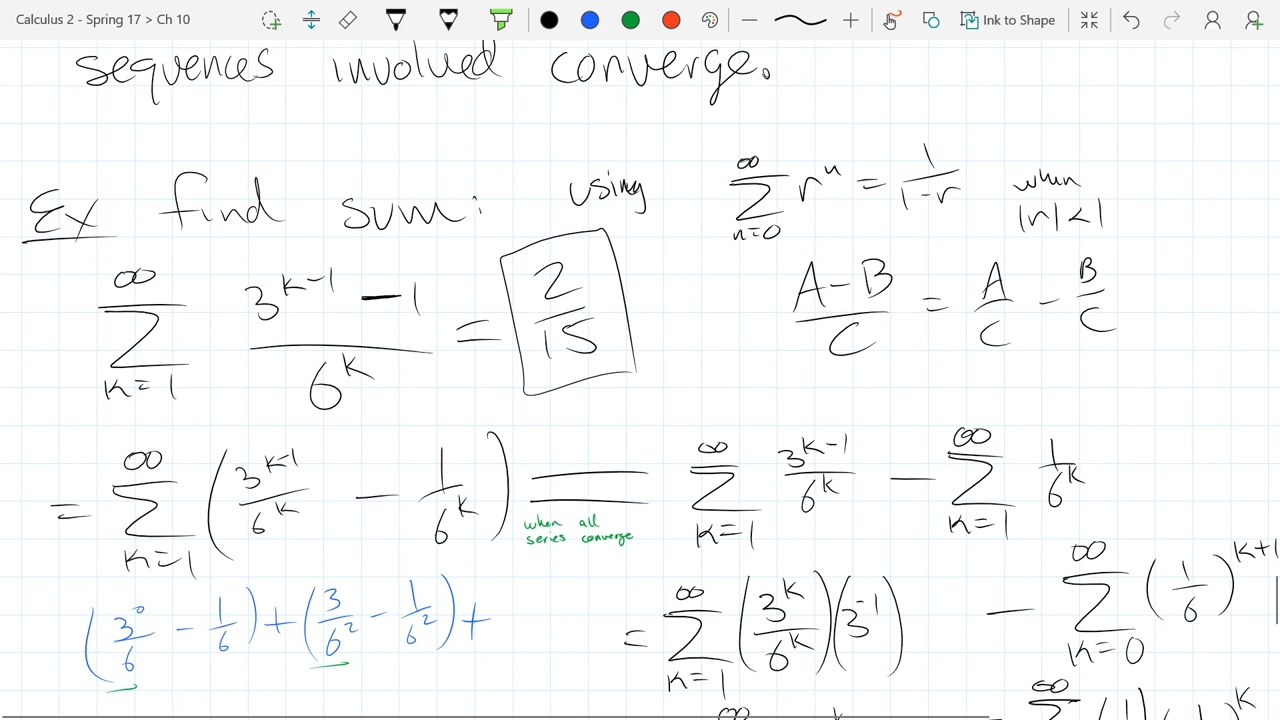 Calculus 2 - Spring 17 > Ch 10
Ink to Shape
sequences involved converge.
Ex find sum: using ∞∑n=0 rⁿ = 1/(1-r) when |r|<1
∞∑k=1 (3^(k-1) - 1)/6^k = 2/15
(A-B)/C = A/C - B/C
= ∞∑k=1 (3^(k-1)/6^k - 1/6^k) = ∞∑k=1 3^(k-1)/6^k - ∞∑k=1 1/6^k
when all
series converge
(3^0/6 - 1/6) + (3/6^2 - 1/6^2) +
= ∞∑k=1 (3^k/6^k)(3^-1) - ∞∑k=0 (1/6)^(k+1)